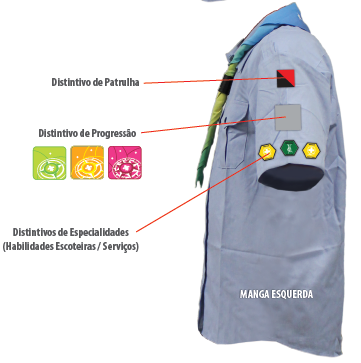 Distintivo de Patrulha
Distintivo de Progressão
Distintivos de Especialidades
(Habilidades Escoteiras / Serviços)
MANGA ESQUERDA